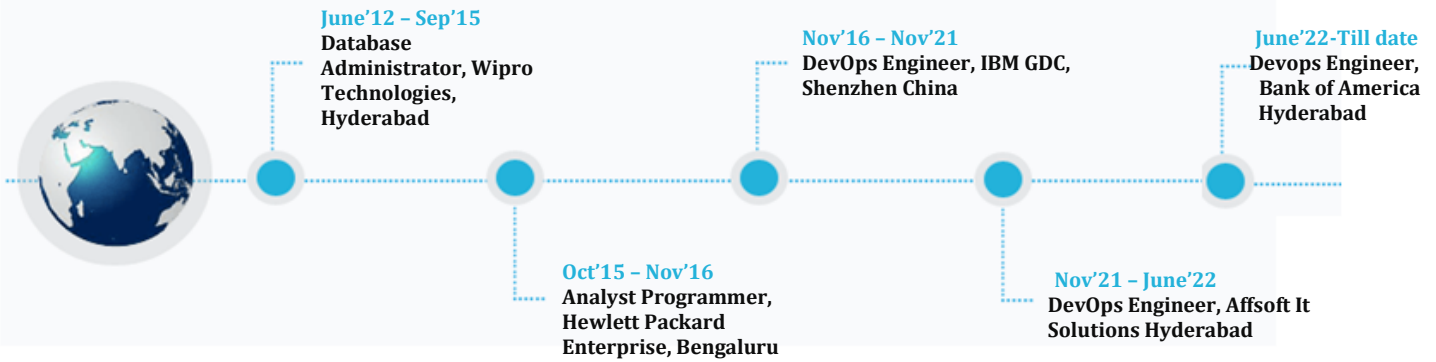 June’12 – Sep’15
Database
Administrator, Wipro
Technologies,
Hyderabad
Oct’15 – Nov’16
Analyst Programmer,
Hewlett Packard
Enterprise, Bengaluru
Nov’16 – Nov’21
DevOps Engineer, IBM GDC,
Shenzhen China
Nov’21 – June’22
DevOps Engineer, Affsoft It
Solutions Hyderabad
June’22-Till date
Devops Engineer,
Bank of America
Hyderabad